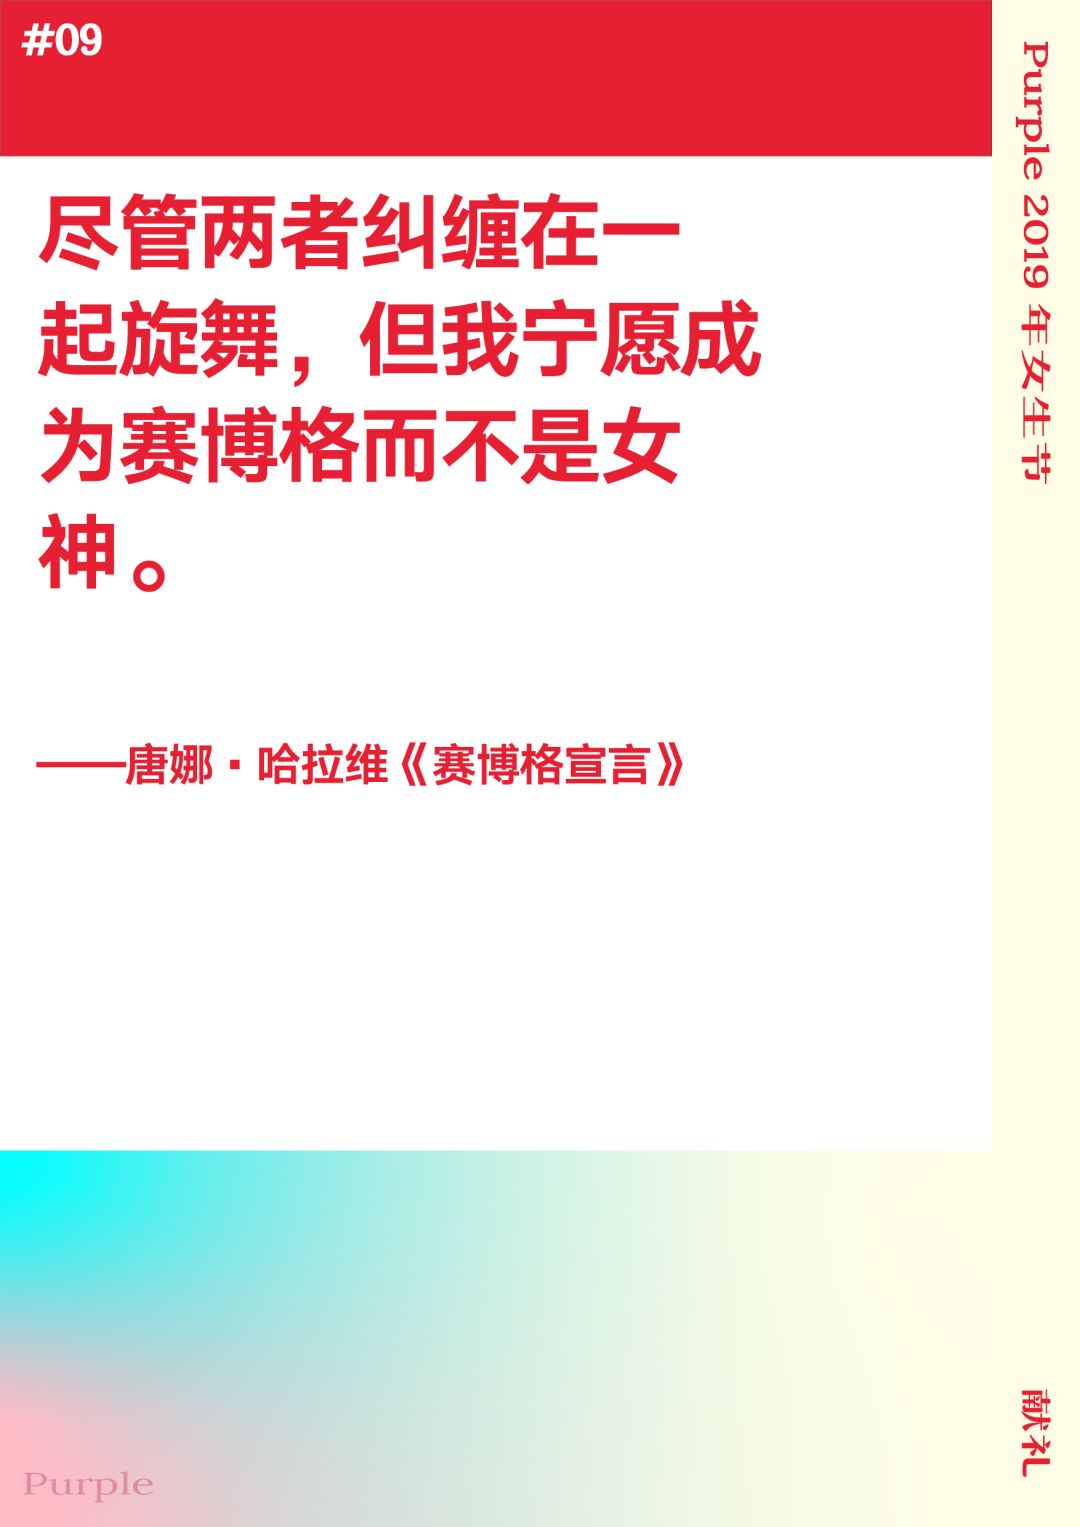 #09
尽管两者纠缠在一
起旋舞，但我宁愿成
为赛博格而不是女
神。
——唐娜·哈拉维《赛博格宣言》
Purple 2019 年女生节
献礼
Purple